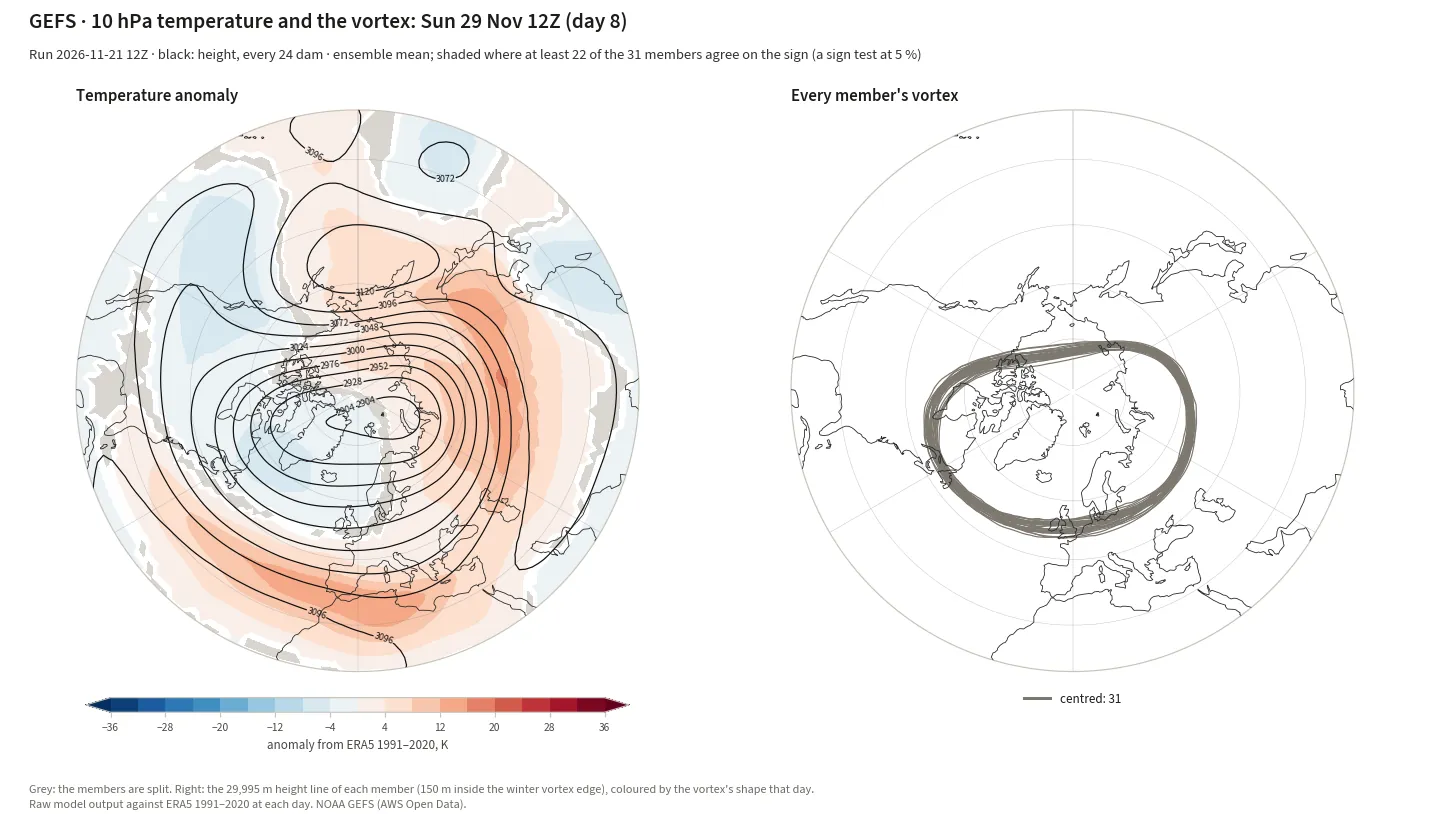 GEFS · 10 hPa temperature and the vortex: Sun 29 Nov 12Z (day 8)
Run 2026-11-21 12Z · black: height, every 24 dam · ensemble mean; shaded where at least 22 of the 31 members agree on the sign (a sign test at 5 %)
Temperature anomaly
Every member's vortex
3096
3072
3120
3096
3072
3048
3024
3000
2976
2952
2928
2904
2904
3096
3096
centred: 31
−36 −28 −20 −12 −4 4 12 20 28 36
anomaly from ERA5 1991–2020, K
Grey: the members are split. Right: the 29,995 m height line of each member (150 m inside the winter vortex edge), coloured by the vortex's shape that day.
Raw model output against ERA5 1991–2020 at each day. NOAA GEFS (AWS Open Data).